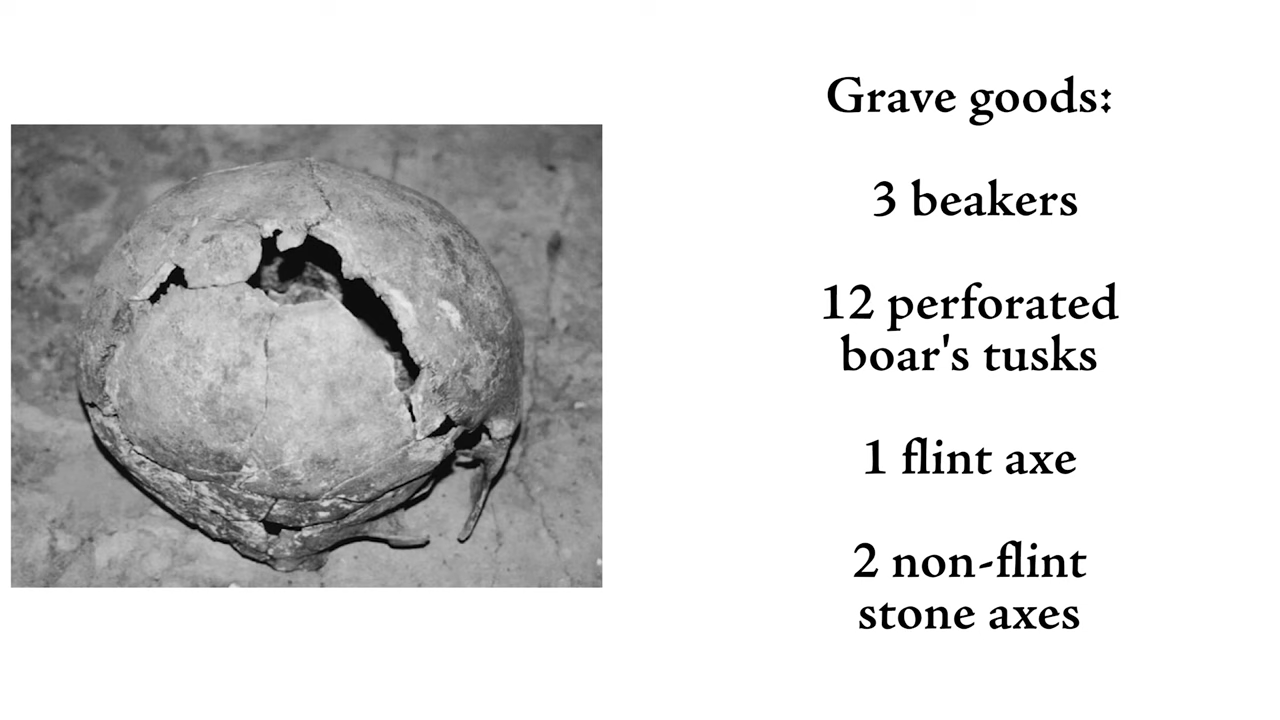 Grave goods:
3 beakers
12 perforated
boar's tusks
1 flint axe
2 non-flint
stone axes